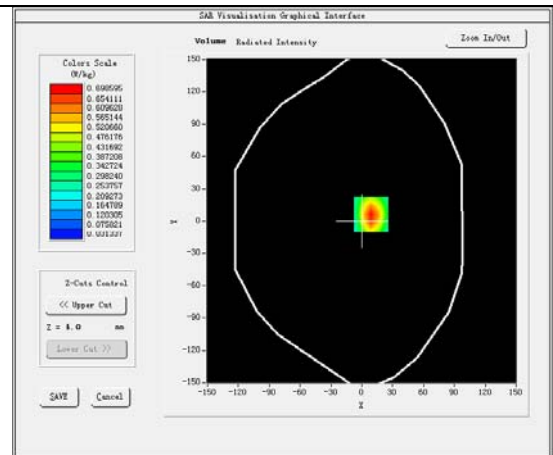 SAR Visualisation Graphical Interface
Volume Radiated Intensity
Zoom In/Out
Colors Scale
(W/kg)
0.698595
0.654111
0.609628
0.565144
0.520660
0.476176
0.431692
0.387208
0.342724
0.298240
0.253757
0.209273
0.164789
0.120305
0.075821
0.031337
Z-Cuts Control
<< Upper Cut
Z = 4.0 mm
Lower Cut >>
SAVE
Cancel
150
120
90
60
30
0
-30
-60
-90
-120
-150
Y
-150 -120 -90 -60 -30 0 30 60 90 120 150
X